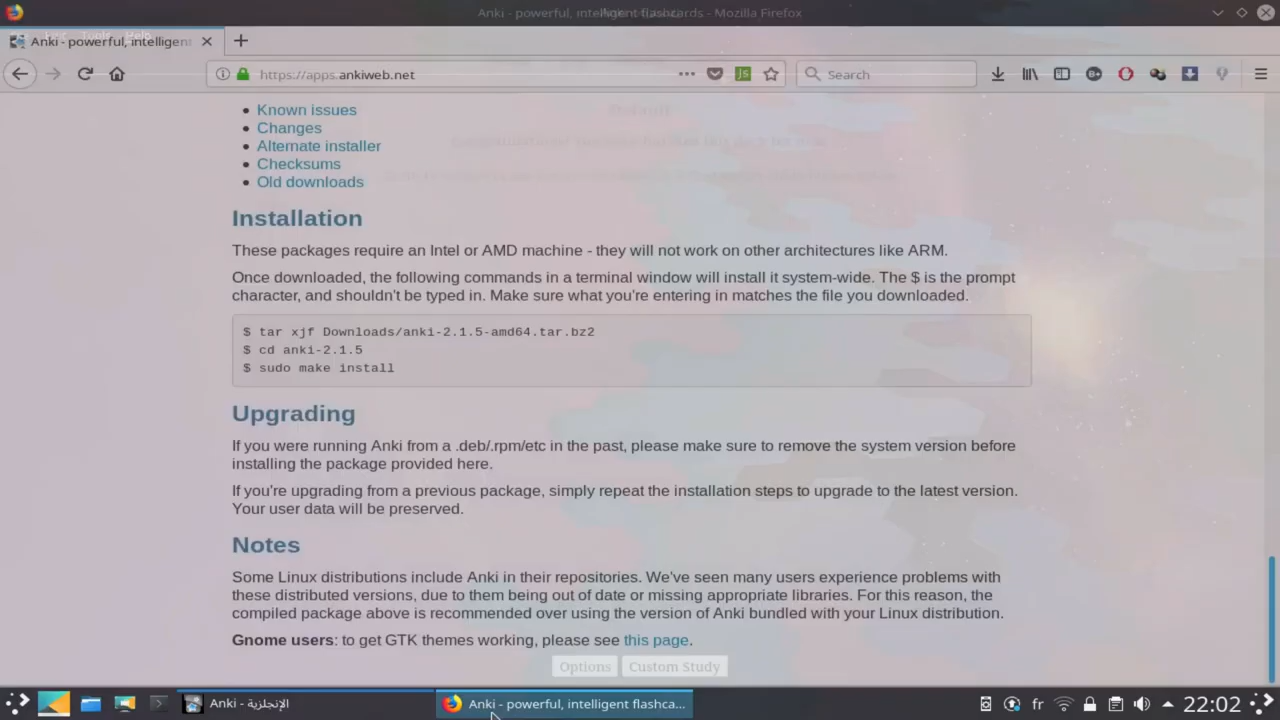 Anki - powerful, intelligent flashcards - Mozilla Firefox
Anki - powerful, intelligent
https://apps.ankiweb.net
Search
Known issues
Changes
Alternate installer
Checksums
Old downloads
Installation
These packages require an Intel or AMD machine - they will not work on other architectures like ARM.
Once downloaded, the following commands in a terminal window will install it system-wide. The $ is the prompt
character, and shouldn't be typed in. Make sure what you're entering in matches the file you downloaded.
$ tar xjf Downloads/anki-2.1.5-amd64.tar.bz2
$ cd anki-2.1.5
$ sudo make install
Upgrading
If you were running Anki from a .deb/.rpm/etc in the past, please make sure to remove the system version before
installing the package provided here.
If you're upgrading from a previous package, simply repeat the installation steps to upgrade to the latest version.
Your user data will be preserved.
Notes
Some Linux distributions include Anki in their repositories. We've seen many users experience problems with
these distributed versions, due to them being out of date or missing appropriate libraries. For this reason, the
compiled package above is recommended over using the version of Anki bundled with your Linux distribution.
Gnome users: to get GTK themes working, please see this page.
Options Custom Study
Anki - الإنجلزية
Anki - powerful, intelligent flashca...
fr
22:02